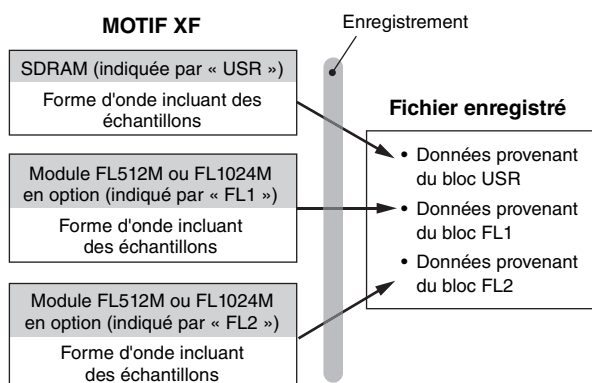 MOTIF XF
Enregistrement
SDRAM (indiquée par « USR »)
Forme d'onde incluant des
échantillons
Module FL512M ou FL1024M
en option (indiqué par « FL1 »)
Forme d'onde incluant
des échantillons
Module FL512M ou FL1024M
en option (indiqué par « FL2 »)
Forme d'onde incluant
des échantillons
Fichier enregistré
• Données provenant
du bloc USR
• Données provenant
du bloc FL1
• Données provenant
du bloc FL2